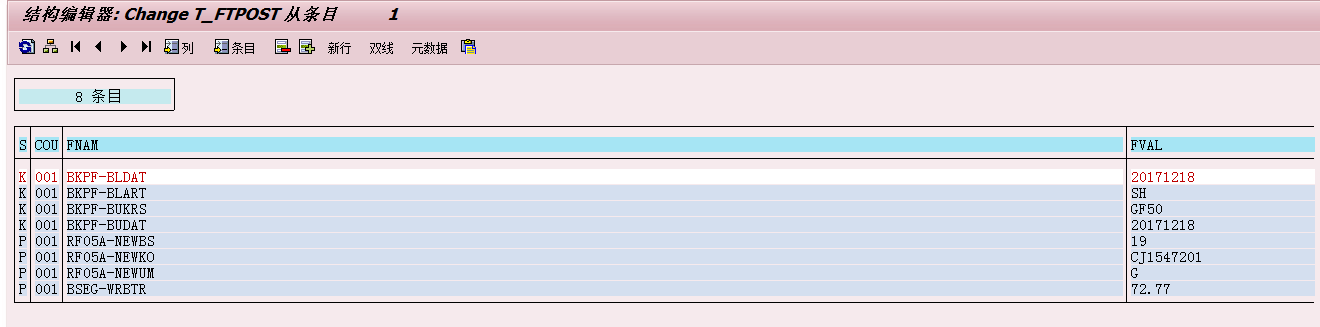 结构编辑器: Change T_FTPOST 从条目 1
列 条目 新行 双线 元数据
8 条目
S COU FNAM FVAL
K 001 BKPF-BLDAT 20171218
K 001 BKPF-BLART SH
K 001 BKPF-BUKRS GF50
K 001 BKPF-BUDAT 20171218
P 001 RF05A-NEWBS 19
P 001 RF05A-NEWKO CJ1547201
P 001 RF05A-NEWUM G
P 001 BSEG-WRBTR 72.77